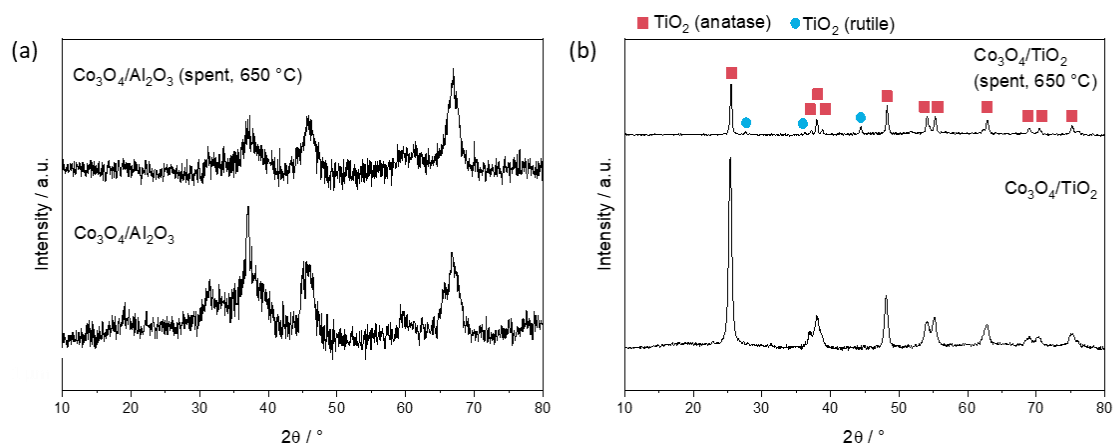 (a)
Co₃O₄/Al₂O₃ (spent, 650 °C)
Co₃O₄/Al₂O₃
Intensity / a.u.
10 20 30 40 50 60 70 80
2θ / °
TiO₂ (anatase) TiO₂ (rutile)
(b)
Co₃O₄/TiO₂
(spent, 650 °C)
Co₃O₄/TiO₂
Intensity / a.u.
10 20 30 40 50 60 70 80
2θ / °